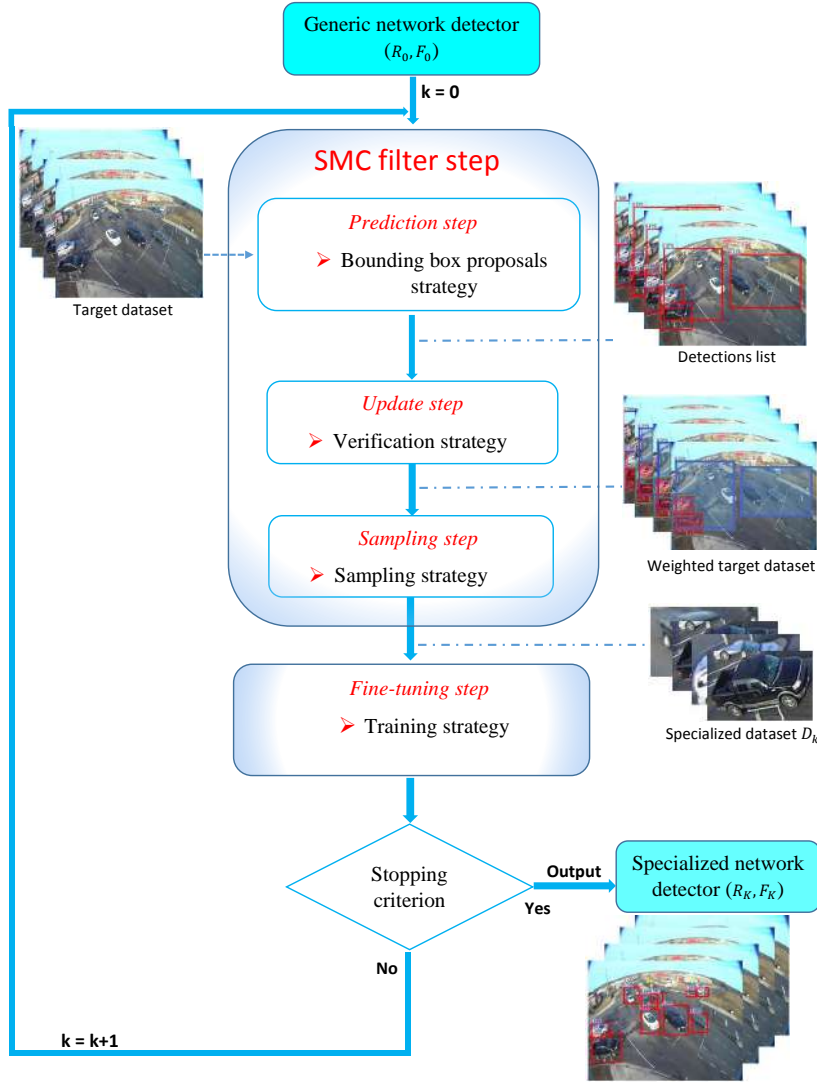 Generic network detector
(R₀, F₀)
k = 0
SMC filter step
Prediction step
➢ Bounding box proposals
strategy
Target dataset
Detections list
Update step
➢ Verification strategy
Weighted target dataset
Sampling step
➢ Sampling strategy
Fine-tuning step
➢ Training strategy
Specialized dataset Dₖ
Stopping
criterion
Output
Yes
Specialized network
detector (R_K, F_K)
No
k = k+1